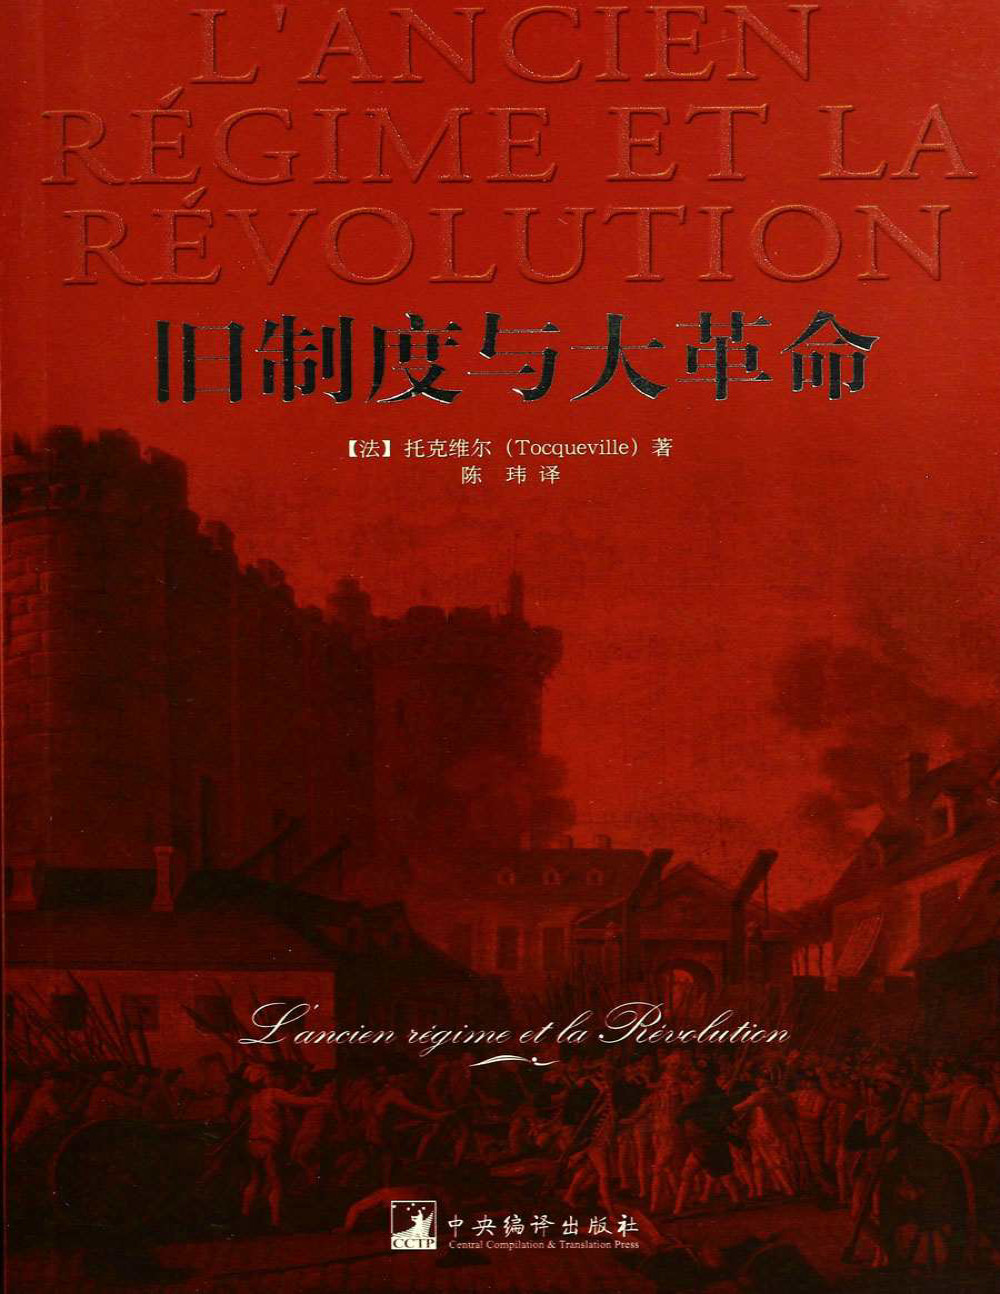 L'ANCIEN
RÉGIME ET LA
RÉVOLUTION
旧制度与大革命
【法】托克维尔（Tocqueville）著
陈 玮 译
L'ancien régime et la Révolution
CCTP
中央编译出版社
Central Compilation & Translation Press